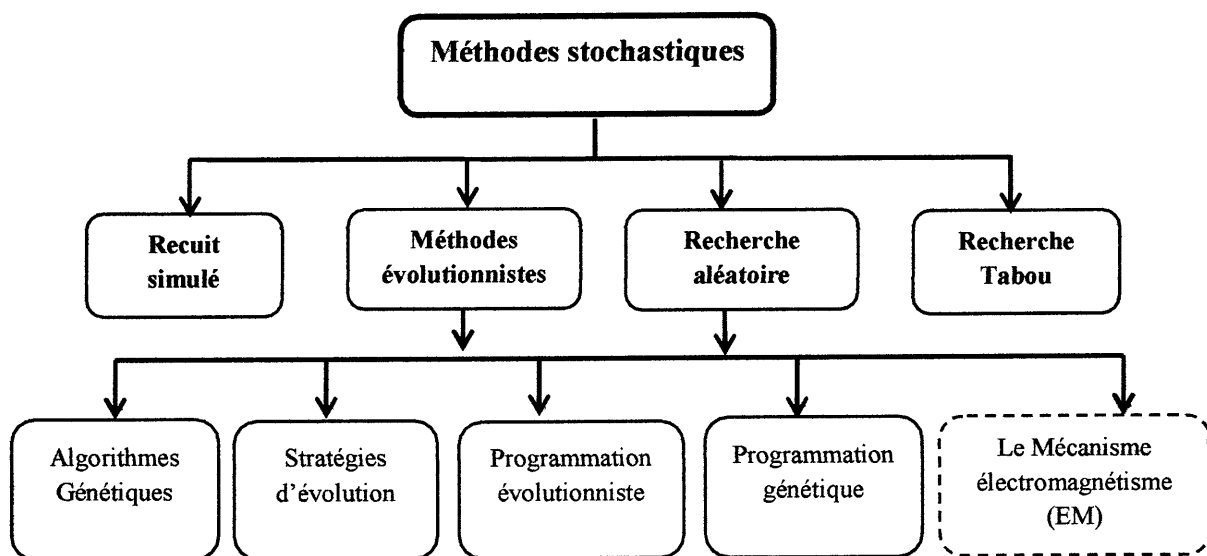 Méthodes stochastiques
Recuit
simulé
Méthodes
évolutionnistes
Recherche
aléatoire
Recherche
Tabou
Algorithmes
Génétiques
Stratégies
d'évolution
Programmation
évolutionniste
Programmation
génétique
Le Mécanisme
électromagnétisme
(EM)